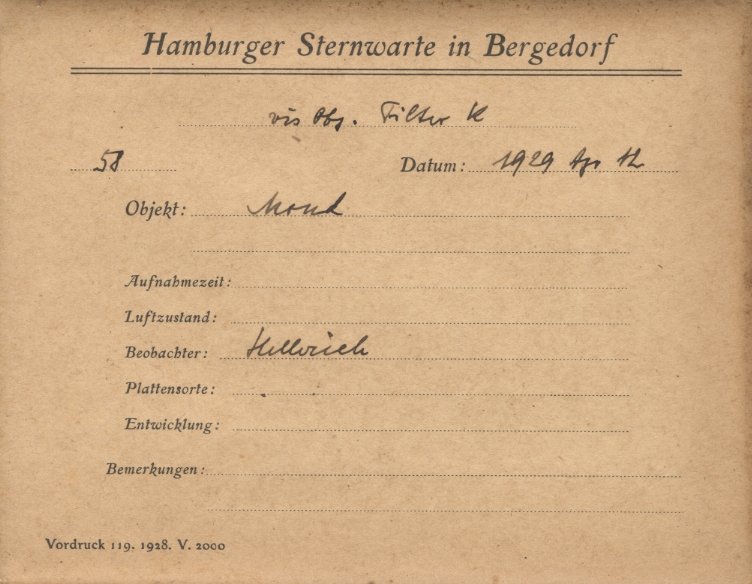 Hamburger Sternwarte in Bergedorf
vis Obj. Filter K
58 Datum: 1929 Apr 12
Objekt: Mond
Aufnahmezeit:
Luftzustand:
Beobachter: Hellerich
Plattensorte:
Entwicklung:
Bemerkungen:
Vordruck 119. 1928. V. 2000